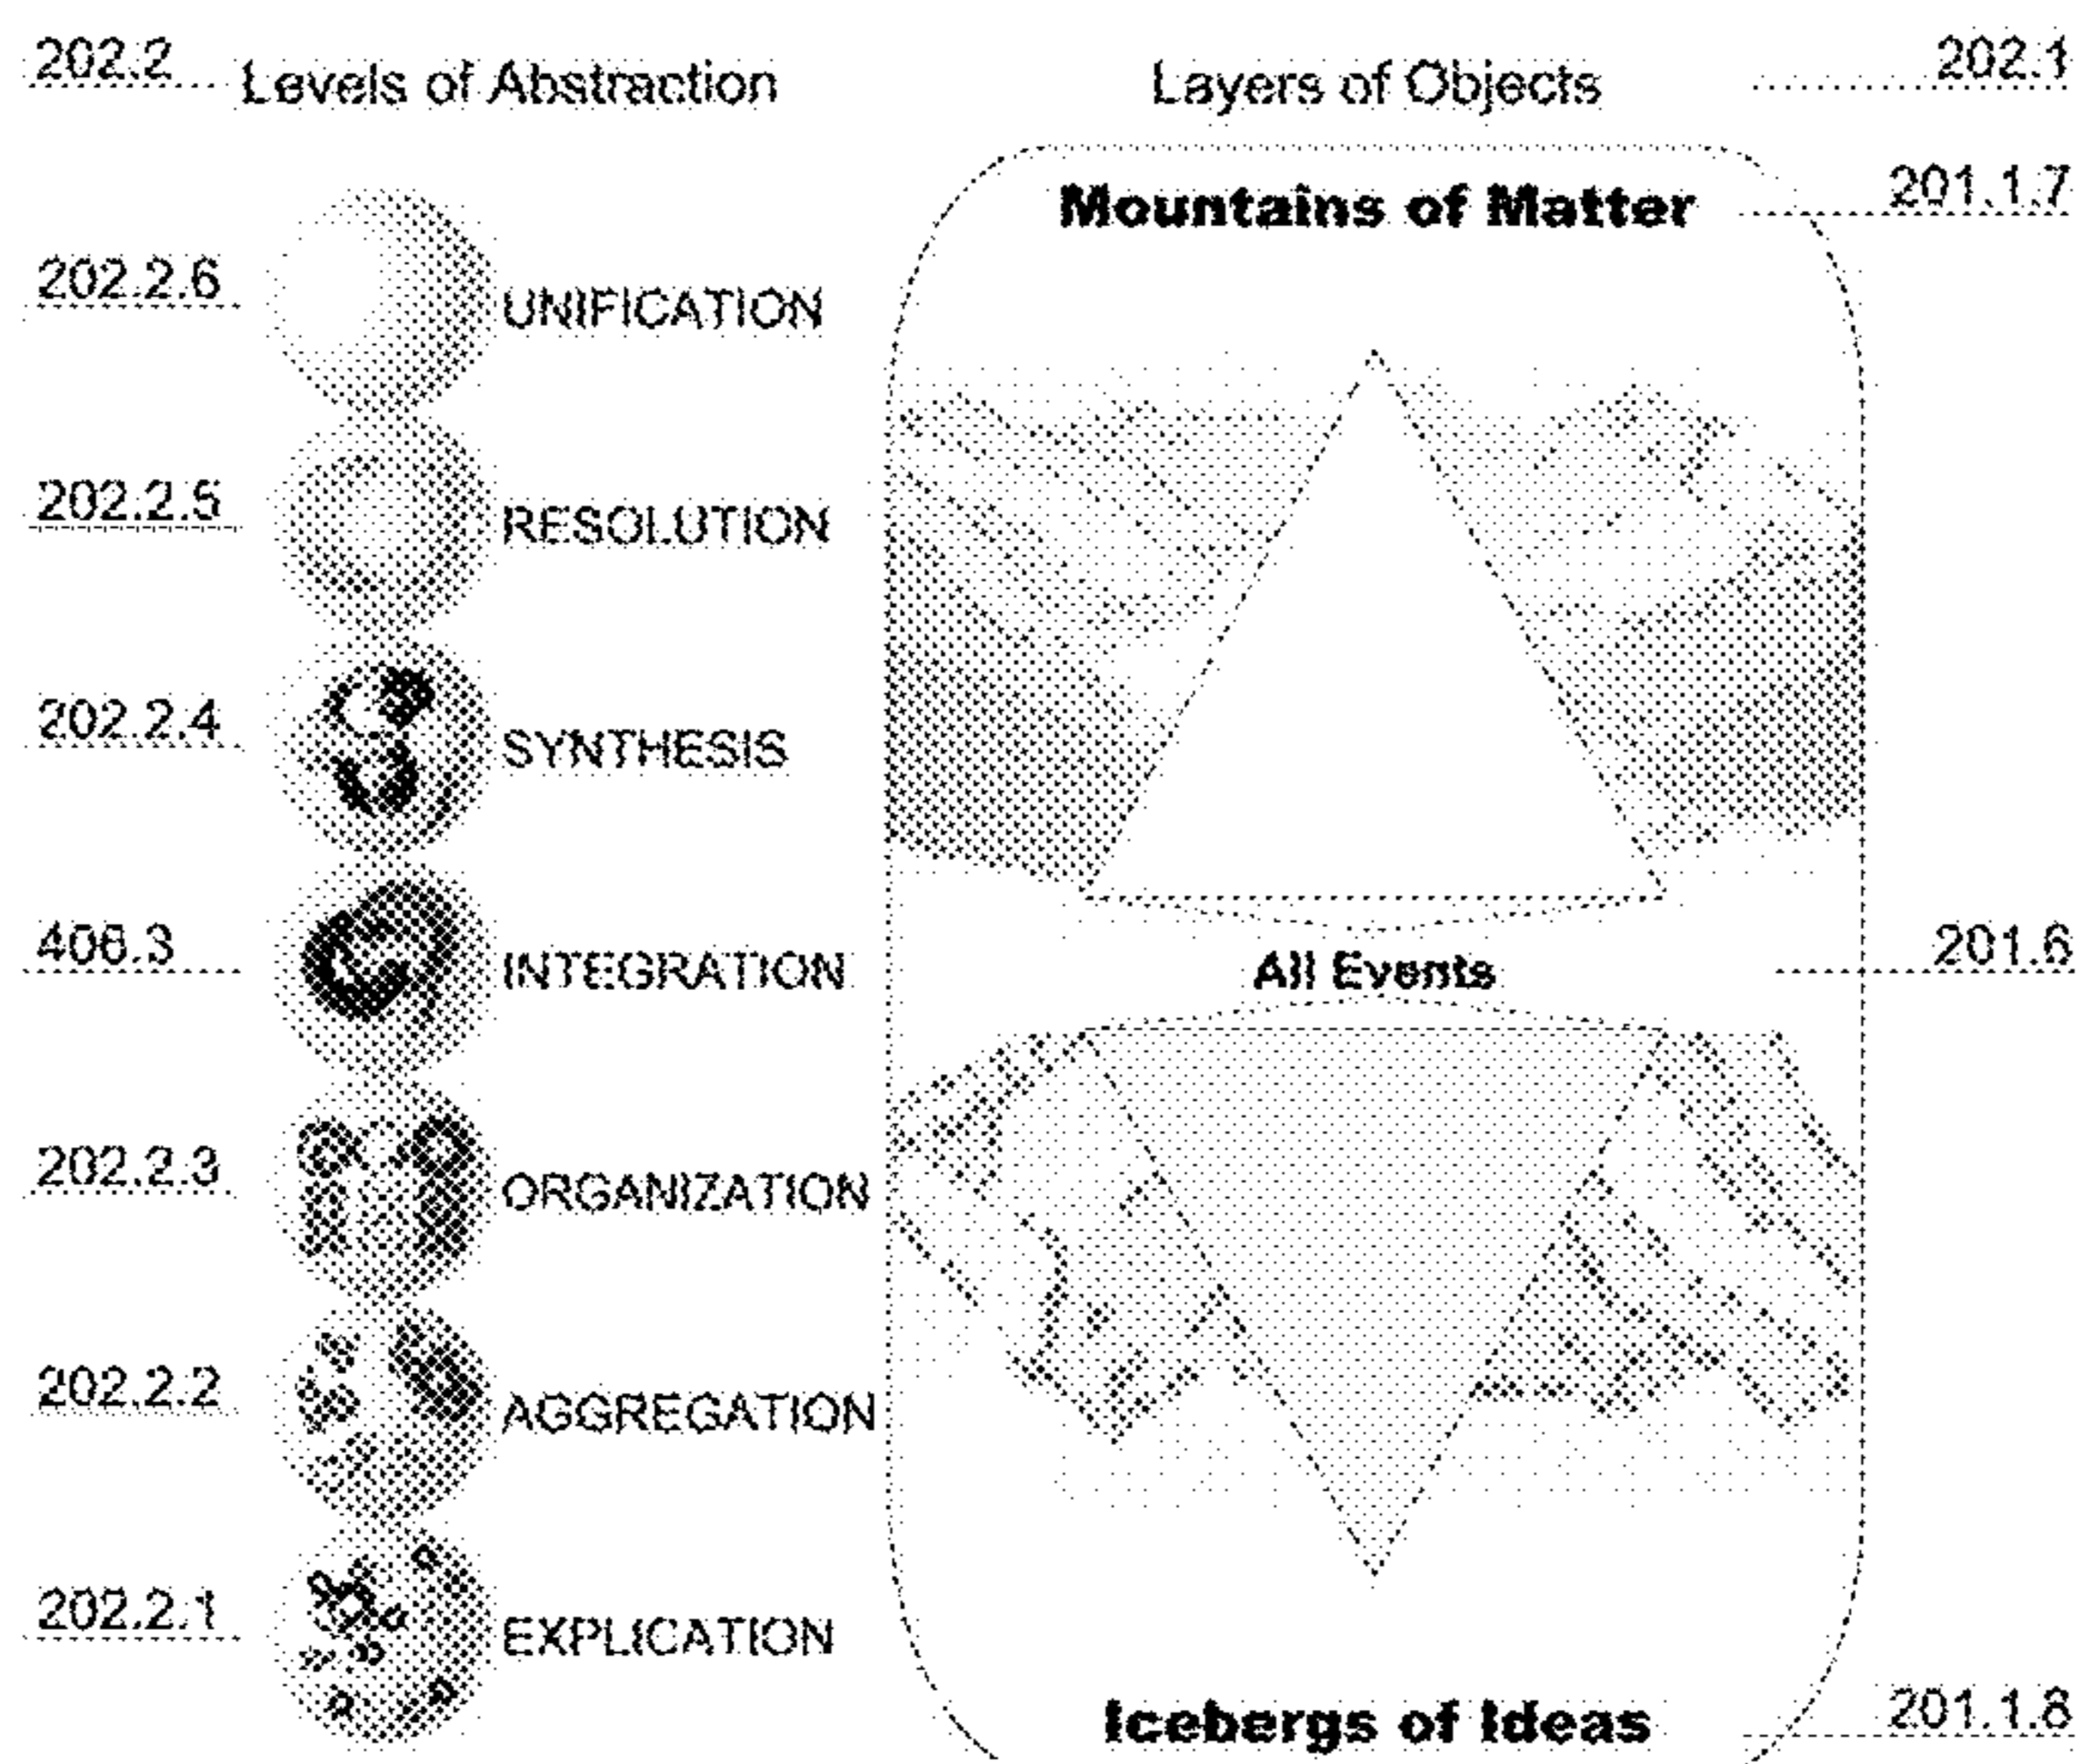 202.2 Levels of Abstraction Layers of Objects 202.1
Mountains of Matter 201.1.7
202.2.6 UNIFICATION
202.2.5 RESOLUTION
202.2.4 SYNTHESIS
406.3 INTEGRATION All Events 201.6
202.2.3 ORGANIZATION
202.2.2 AGGREGATION
202.2.1 EXPLICATION
Icebergs of Ideas 201.1.8